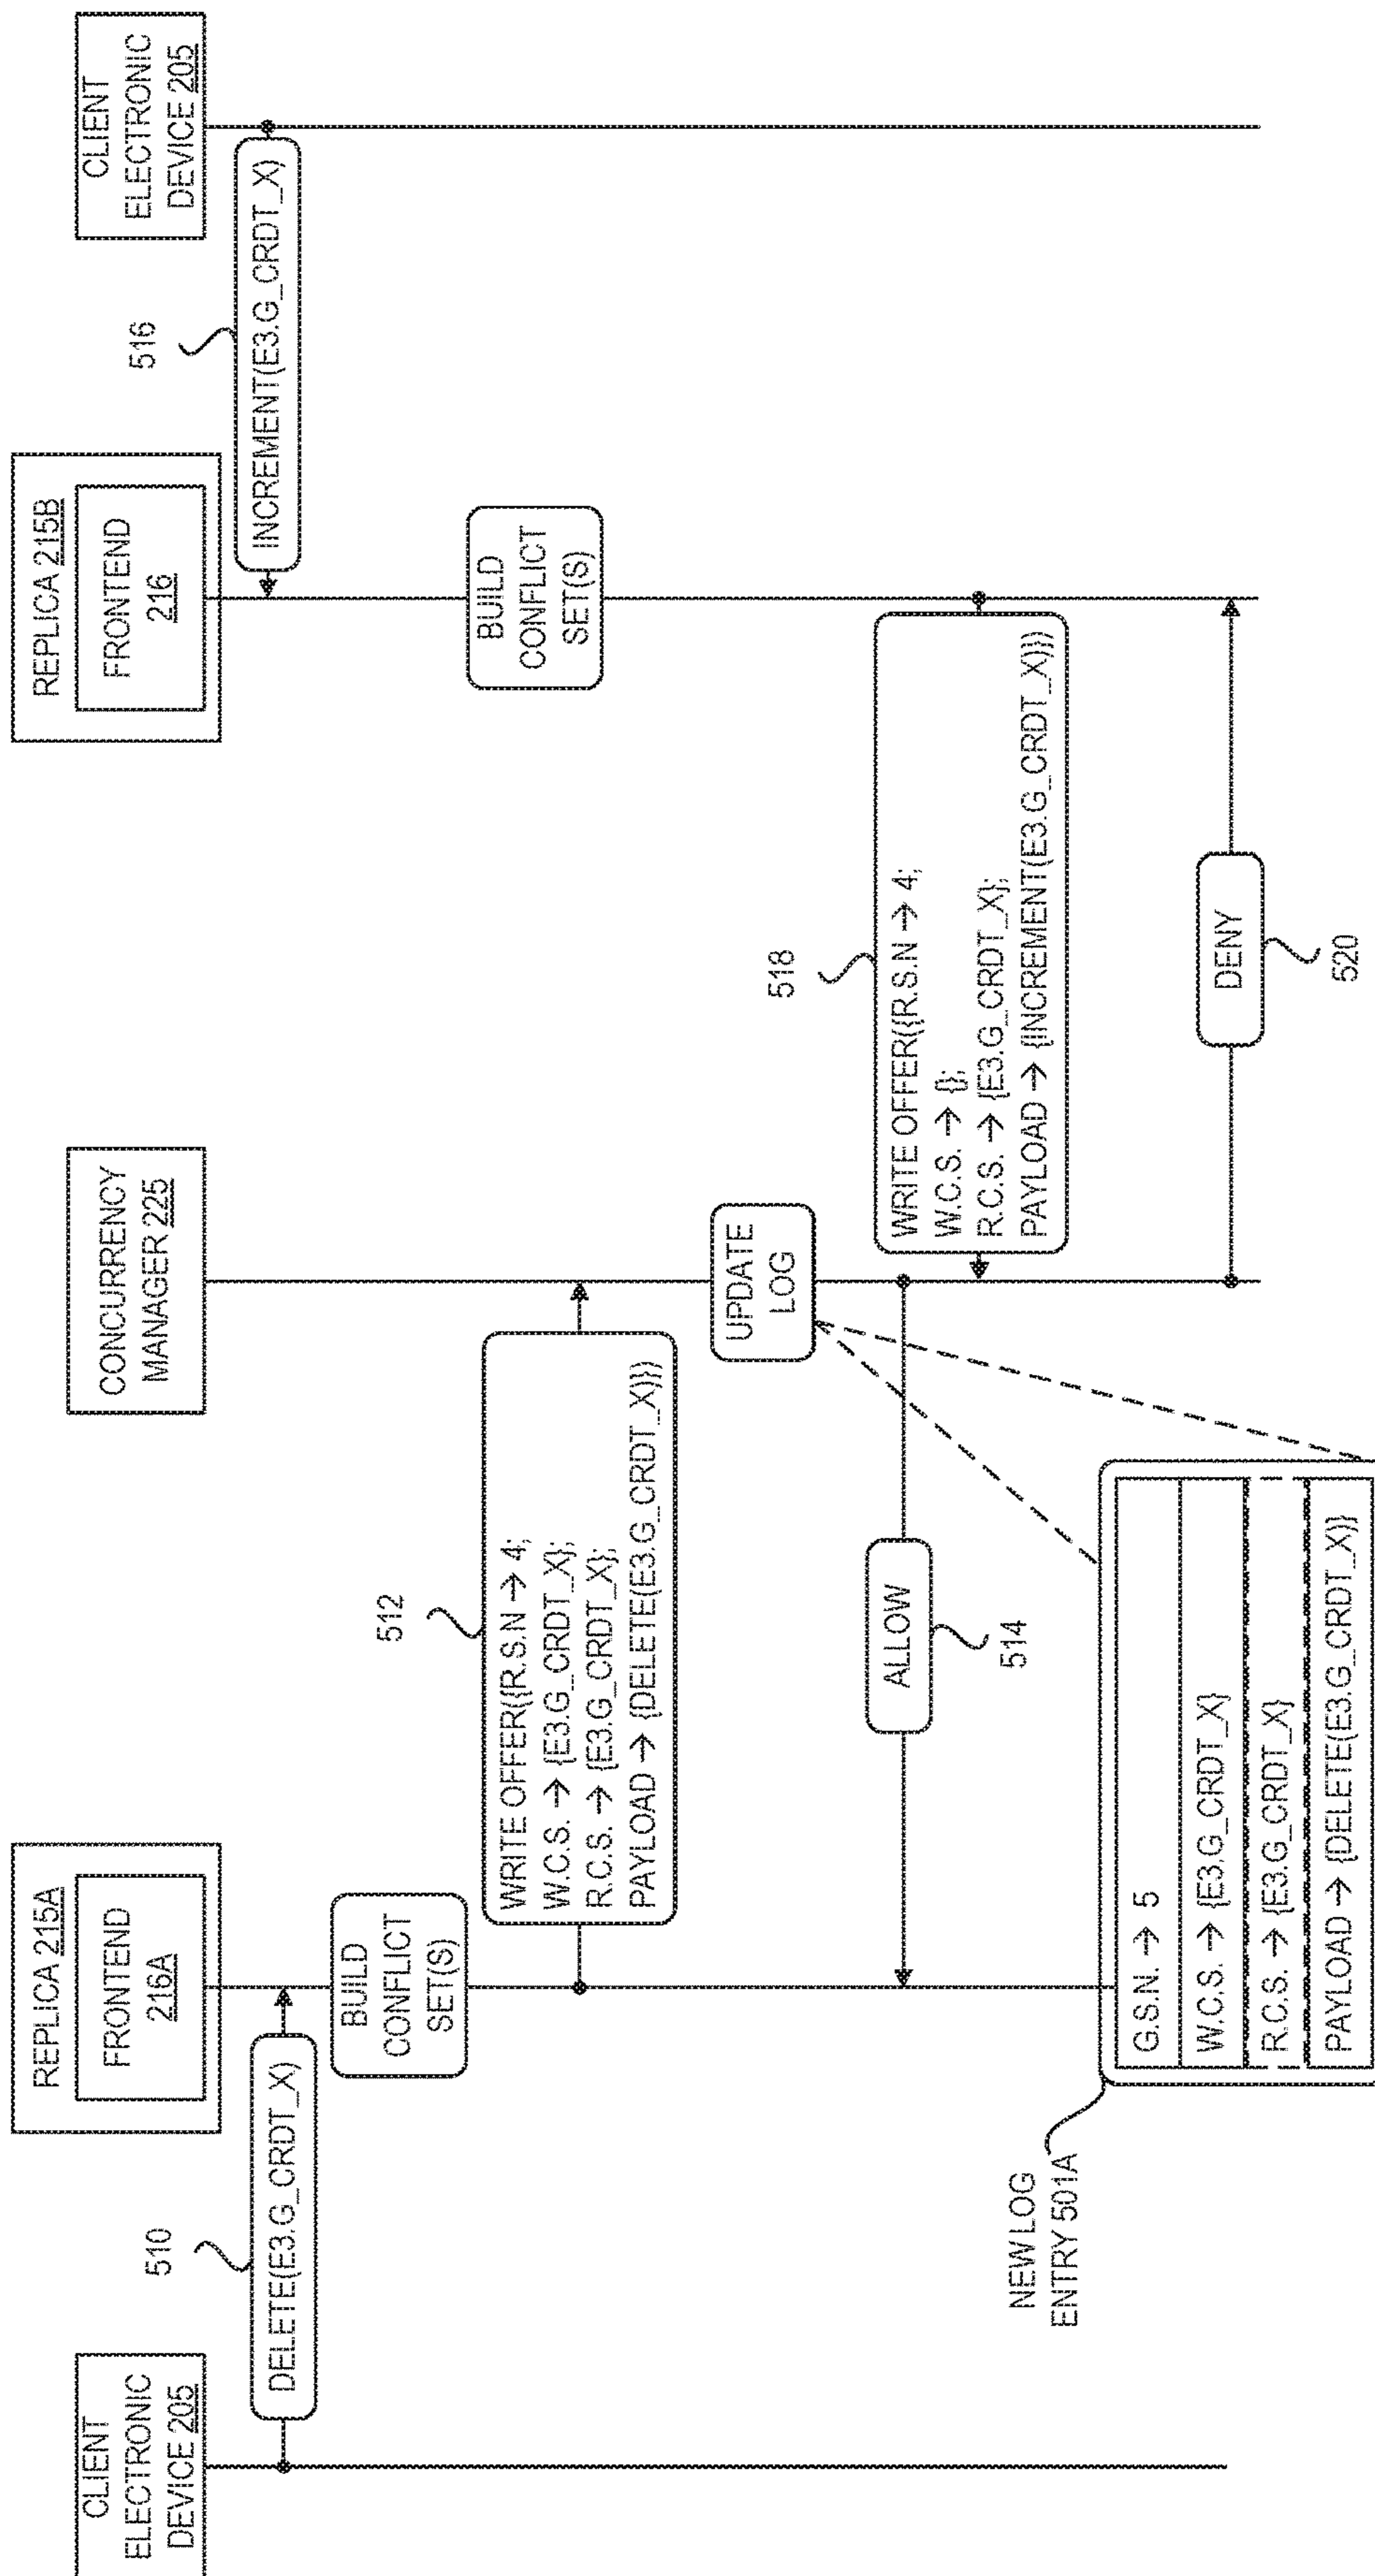 CLIENT
ELECTRONIC
DEVICE 205
REPLICA 215A
FRONTEND
216A
CONCURRENCY
MANAGER 225
REPLICA 215B
FRONTEND
216
CLIENT
ELECTRONIC
DEVICE 205
510
DELETE(E3.G_CRDT_X)
516
INCREMENT(E3.G_CRDT_X)
BUILD
CONFLICT
SET(S)
BUILD
CONFLICT
SET(S)
512
WRITE OFFER({R.S.N → 4;
W.C.S. → {E3.G_CRDT_X};
R.C.S. → {E3.G_CRDT_X};
PAYLOAD → {DELETE(E3.G_CRDT_X)}})
UPDATE
LOG
ALLOW
514
518
WRITE OFFER({R.S.N → 4;
W.C.S. → {};
R.C.S. → {E3.G_CRDT_X};
PAYLOAD → {INCREMENT(E3.G_CRDT_X)}})
DENY
520
NEW LOG
ENTRY 501A
G.S.N. → 5
W.C.S. → {E3.G_CRDT_X}
R.C.S. → {E3.G_CRDT_X}
PAYLOAD → {DELETE(E3.G_CRDT_X)}